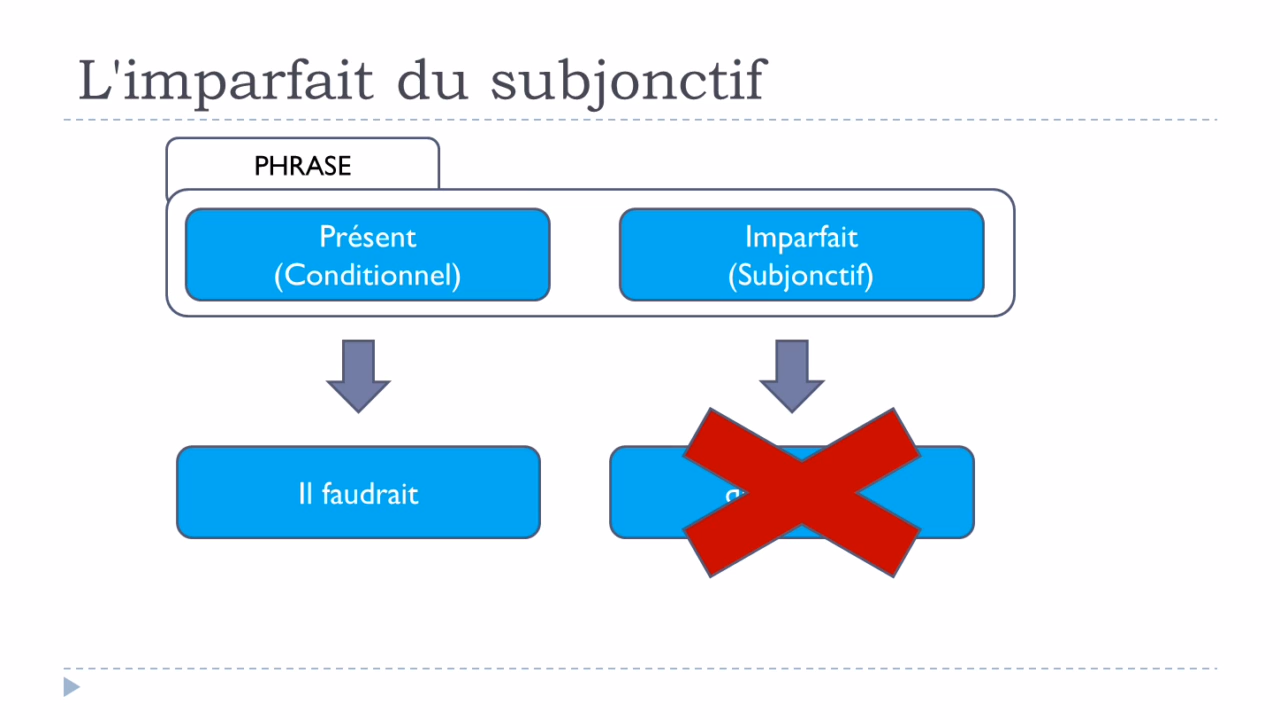 L'imparfait du subjonctif
PHRASE
Présent
(Conditionnel)
Imparfait
(Subjonctif)
Il faudrait